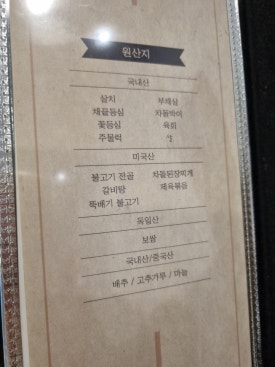 원산지
국내산
살치 부채살
채끝등심 차돌박이
꽃등심 육회
주물럭 양
미국산
불고기 전골 차돌된장찌개
갈비탕 제육볶음
뚝배기 불고기
독일산
보쌈
국내산/중국산
배추 / 고추가루 / 마늘